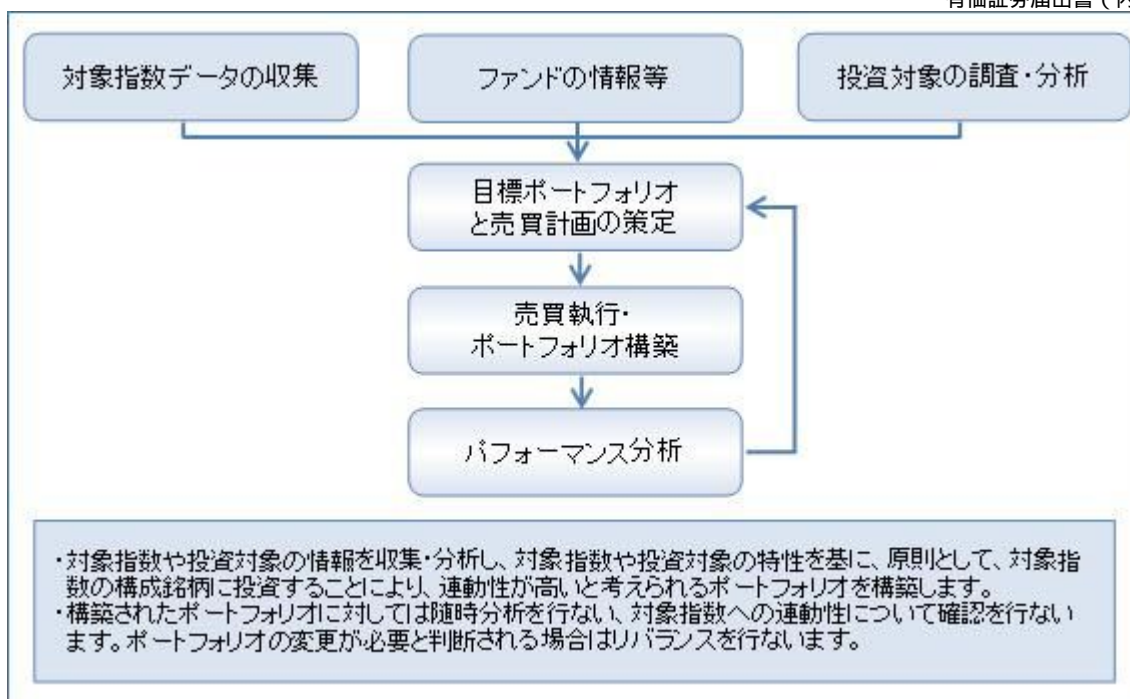 有価証券届出書（内
対象指数データの収集
ファンドの情報等
投資対象の調査・分析
目標ポートフォリオ
と売買計画の策定
売買執行・
ポートフォリオ構築
パフォーマンス分析
・対象指数や投資対象の情報を収集・分析し、対象指数や投資対象の特性を基に、原則として、対象指
数の構成銘柄に投資することにより、連動性が高いと考えられるポートフォリオを構築します。
・構築されたポートフォリオに対しては随時分析を行ない、対象指数への連動性について確認を行ない
ます。ポートフォリオの変更が必要と判断される場合はリバランスを行ないます。